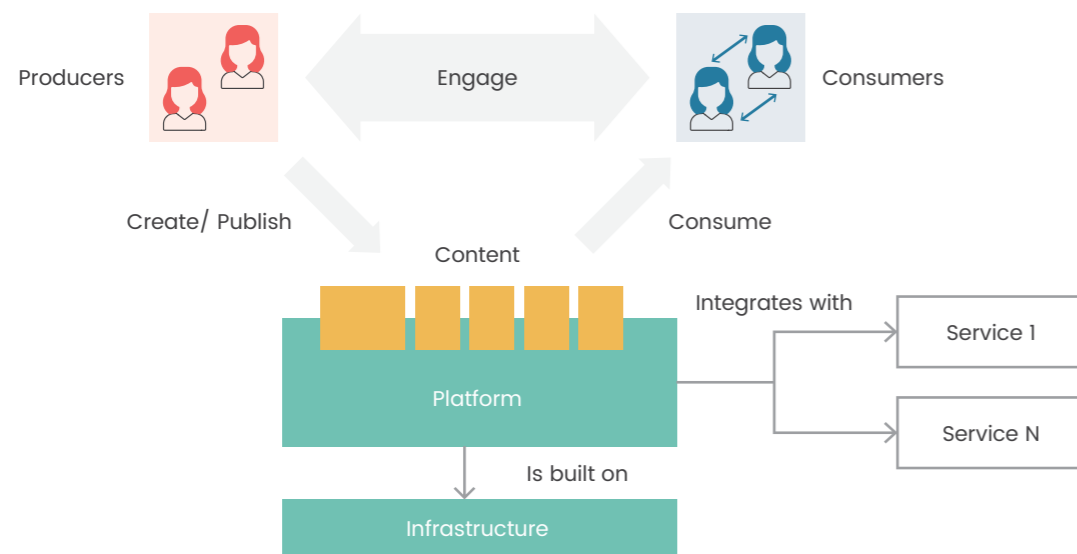 Producers
Engage
Consumers
Create/ Publish
Consume
Content
Integrates with
Service 1
Platform
Service N
Is built on
Infrastructure